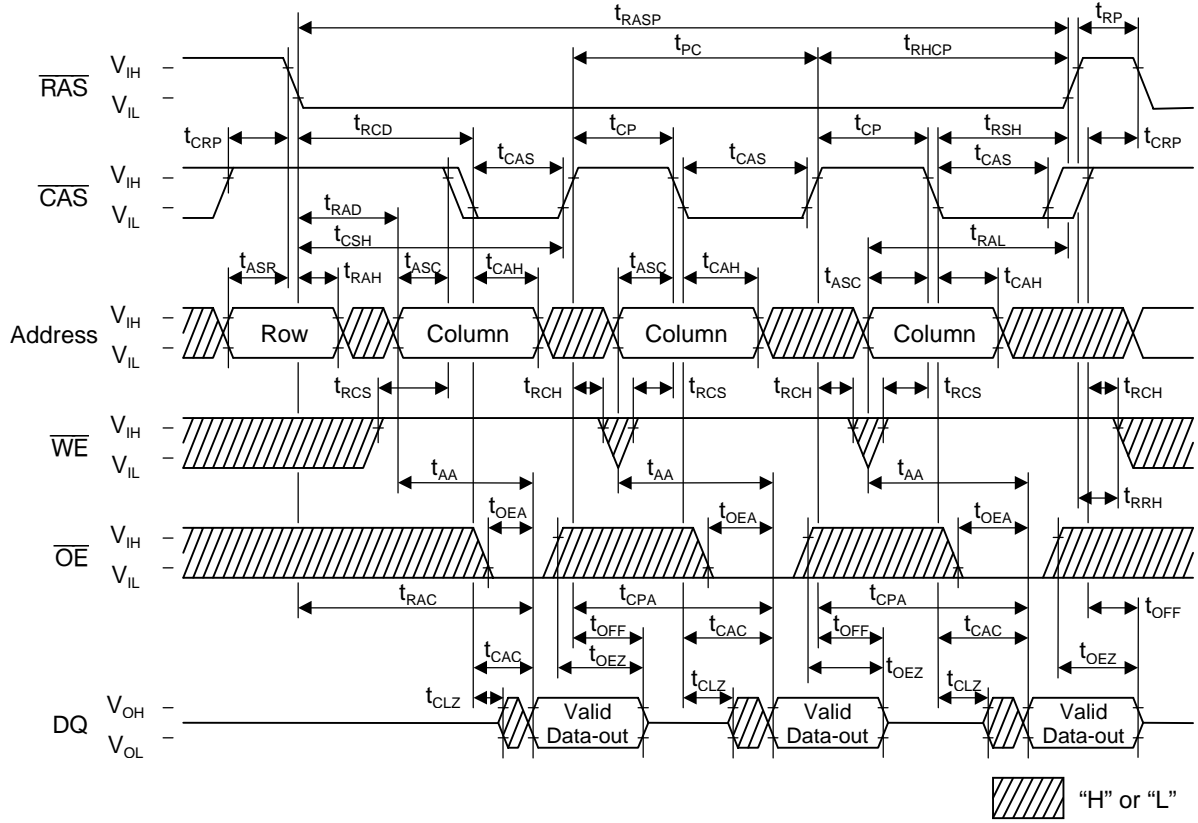 tRASP
tRP
tPC
tRHCP
RAS
VIH
VIL
tCRP
tRCD
tCP
tCP
tRSH
tCRP
tCAS
tCAS
tCAS
CAS
VIH
VIL
tRAD
tCSH
tRAL
tASR
tRAH
tASC
tCAH
tASC
tCAH
tASC
tCAH
Address
VIH
VIL
Row
Column
Column
Column
tRCS
tRCH
tRCS
tRCH
tRCS
tRCH
WE
VIH
VIL
tAA
tAA
tAA
tRRH
tOEA
tOEA
tOEA
OE
VIH
VIL
tRAC
tCPA
tCPA
tOFF
tCAC
tOFF
tCAC
tOFF
tCAC
tOEZ
tOEZ
tOEZ
tCLZ
tCLZ
tCLZ
DQ
VOH
VOL
Valid
Data-out
Valid
Data-out
Valid
Data-out
“H” or “L”